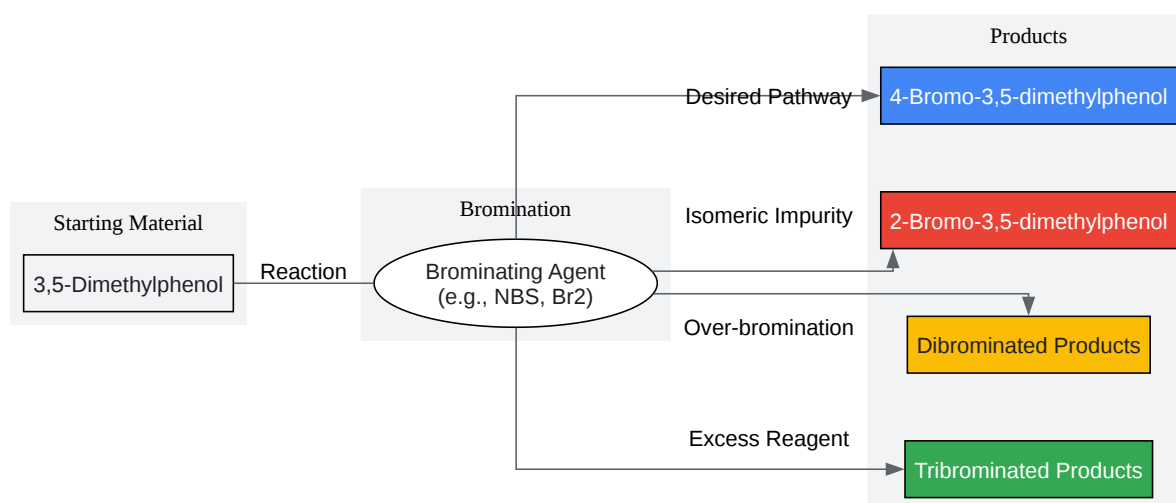 Products
Desired Pathway
4-Bromo-3,5-dimethylphenol
Starting Material
3,5-Dimethylphenol
Reaction
Bromination
Brominating Agent
(e.g., NBS, Br2)
Isomeric Impurity
2-Bromo-3,5-dimethylphenol
Over-bromination
Dibrominated Products
Excess Reagent
Tribrominated Products